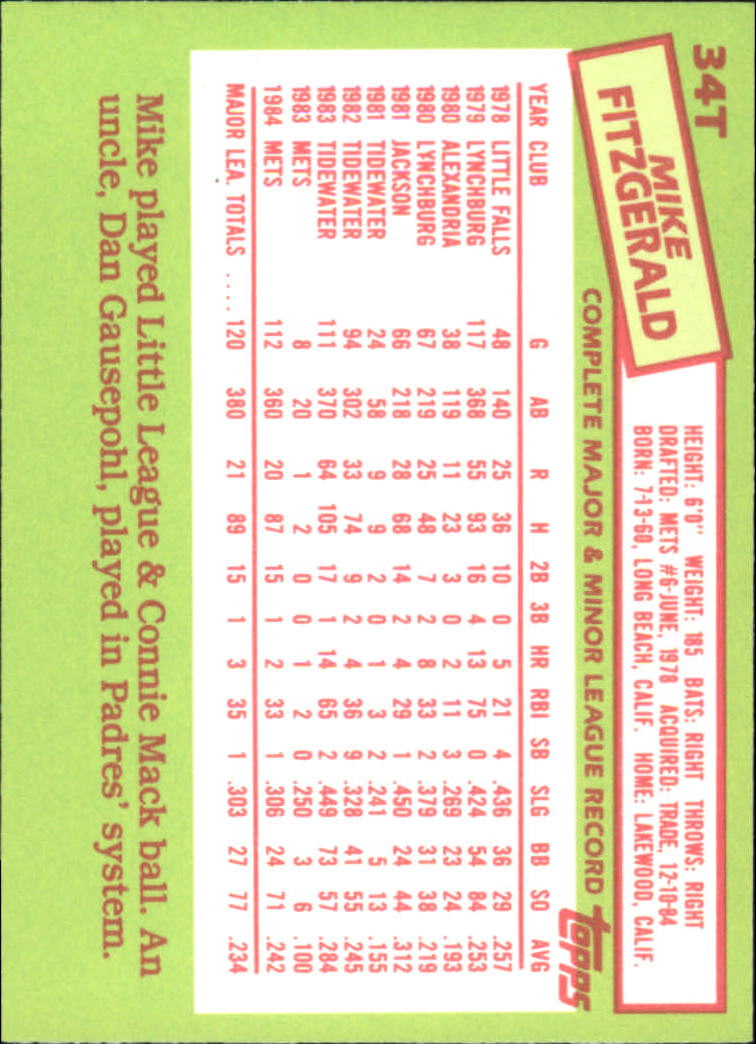 34T
MIKE
FITZGERALD
HEIGHT: 6'0" WEIGHT: 185 BATS: RIGHT THROWS: RIGHT
DRAFTED: METS #6-JUNE, 1978 ACQUIRED: TRADE, 12-10-84
BORN: 7-13-60, LONG BEACH, CALIF. HOME: LAKEWOOD, CALIF.
COMPLETE MAJOR & MINOR LEAGUE RECORD topps
YEAR CLUB G AB R H 2B 3B HR RBI SB SLG BB SO AVG
1978 LITTLE FALLS 48 140 25 36 10 0 5 21 4 .436 36 29 .257
1979 LYNCHBURG 117 368 55 93 16 4 13 75 0 .424 54 84 .253
1980 ALEXANDRIA 38 119 11 23 3 0 2 11 3 .269 23 24 .193
1980 LYNCHBURG 67 219 25 48 7 2 8 33 2 .379 31 38 .219
1981 JACKSON 66 218 28 68 14 2 4 29 1 .450 24 44 .312
1981 TIDEWATER 24 58 9 9 2 0 1 3 2 .241 5 13 .155
1982 TIDEWATER 94 302 33 74 9 2 4 36 9 .328 41 55 .245
1983 TIDEWATER 111 370 64 105 17 1 14 65 2 .449 73 57 .284
1983 METS 8 20 1 2 0 0 1 2 0 .250 3 6 .100
1984 METS 112 360 20 87 15 1 2 33 1 .306 24 71 .242
MAJOR LEA. TOTALS ..... 120 380 21 89 15 1 3 35 1 .303 27 77 .234
Mike played Little League & Connie Mack ball. An
uncle, Dan Gausepohl, played in Padres' system.